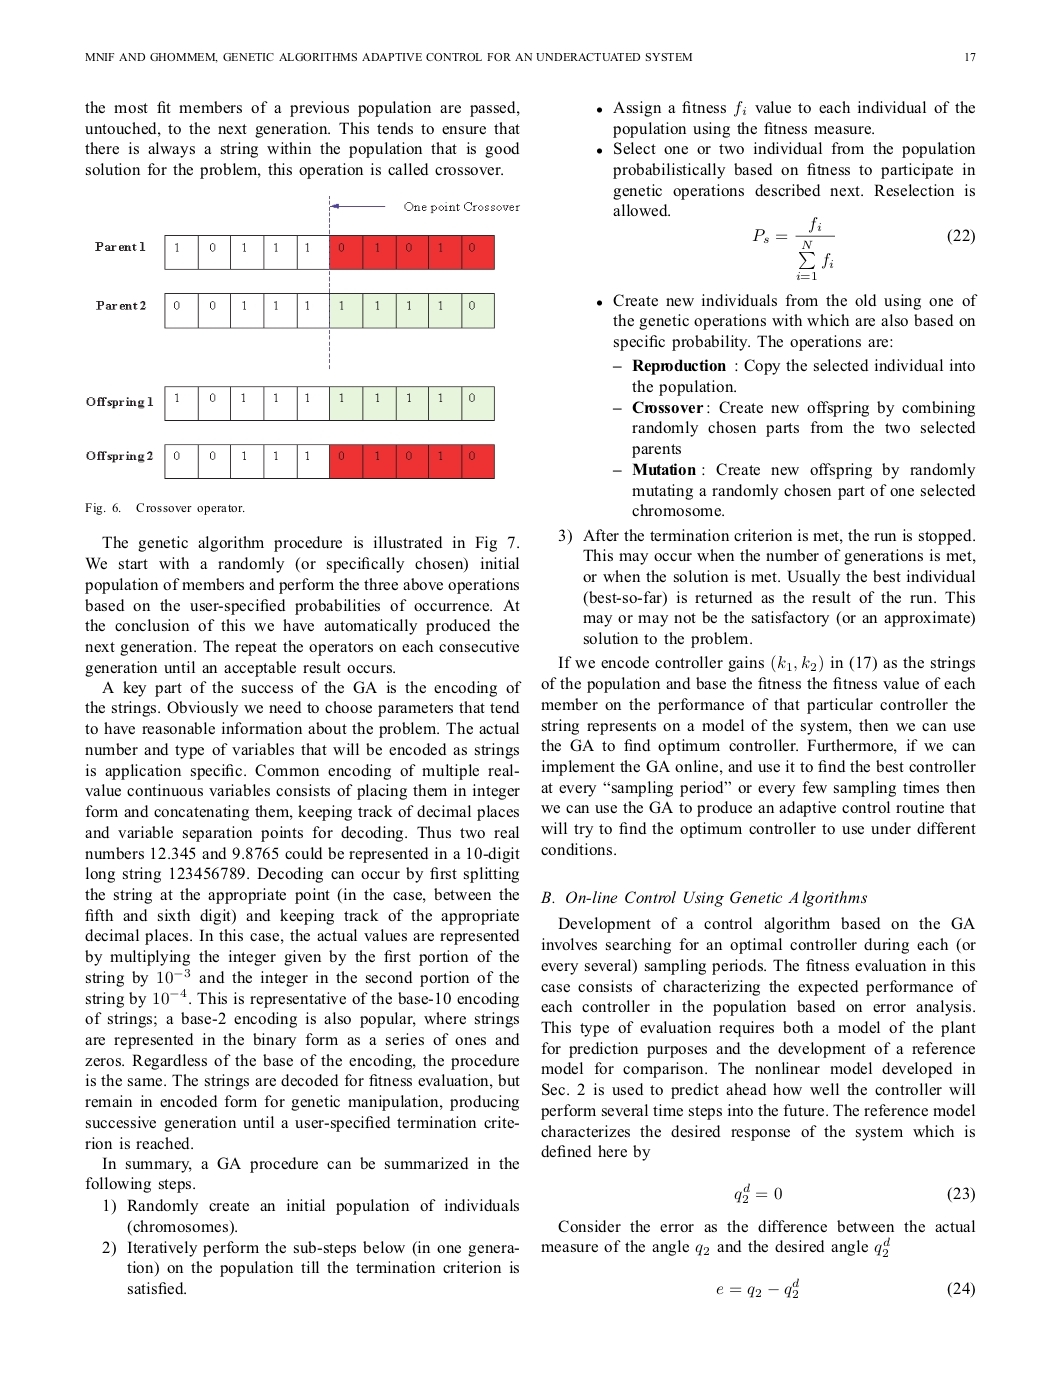 MNIF AND GHOMMEM, GENETIC ALGORITHMS ADAPTIVE CONTROL FOR AN UNDERACTUATED SYSTEM 17
the most fit members of a previous population are passed,
untouched, to the next generation. This tends to ensure that
there is always a string within the population that is good
solution for the problem, this operation is called crossover.
One point Crossover
Parent 1 1 0 1 1 1 0 1 0 1 0
Parent 2 0 0 1 1 1 1 1 1 1 0
Offspring 1 1 0 1 1 1 1 1 1 1 0
Offspring 2 0 0 1 1 1 0 1 0 1 0
Fig. 6. Crossover operator.
The genetic algorithm procedure is illustrated in Fig 7.
We start with a randomly (or specifically chosen) initial
population of members and perform the three above operations
based on the user-specified probabilities of occurrence. At
the conclusion of this we have automatically produced the
next generation. The repeat the operators on each consecutive
generation until an acceptable result occurs.
A key part of the success of the GA is the encoding of
the strings. Obviously we need to choose parameters that tend
to have reasonable information about the problem. The actual
number and type of variables that will be encoded as strings
is application specific. Common encoding of multiple real-
value continuous variables consists of placing them in integer
form and concatenating them, keeping track of decimal places
and variable separation points for decoding. Thus two real
numbers 12.345 and 9.8765 could be represented in a 10-digit
long string 123456789. Decoding can occur by first splitting
the string at the appropriate point (in the case, between the
fifth and sixth digit) and keeping track of the appropriate
decimal places. In this case, the actual values are represented
by multiplying the integer given by the first portion of the
string by 10⁻³ and the integer in the second portion of the
string by 10⁻⁴. This is representative of the base-10 encoding
of strings; a base-2 encoding is also popular, where strings
are represented in the binary form as a series of ones and
zeros. Regardless of the base of the encoding, the procedure
is the same. The strings are decoded for fitness evaluation, but
remain in encoded form for genetic manipulation, producing
successive generation until a user-specified termination crite-
rion is reached.
In summary, a GA procedure can be summarized in the
following steps.
1) Randomly create an initial population of individuals
(chromosomes).
2) Iteratively perform the sub-steps below (in one genera-
tion) on the population till the termination criterion is
satisfied.
• Assign a fitness f_i value to each individual of the
population using the fitness measure.
• Select one or two individual from the population
probabilistically based on fitness to participate in
genetic operations described next. Reselection is
allowed.
P_s = f_i / ∑_{i=1}^{N} f_i (22)
• Create new individuals from the old using one of
the genetic operations with which are also based on
specific probability. The operations are:
– Reproduction : Copy the selected individual into
the population.
– Crossover : Create new offspring by combining
randomly chosen parts from the two selected
parents
– Mutation : Create new offspring by randomly
mutating a randomly chosen part of one selected
chromosome.
3) After the termination criterion is met, the run is stopped.
This may occur when the number of generations is met,
or when the solution is met. Usually the best individual
(best-so-far) is returned as the result of the run. This
may or may not be the satisfactory (or an approximate)
solution to the problem.
If we encode controller gains (k₁, k₂) in (17) as the strings
of the population and base the fitness the fitness value of each
member on the performance of that particular controller the
string represents on a model of the system, then we can use
the GA to find optimum controller. Furthermore, if we can
implement the GA online, and use it to find the best controller
at every “sampling period” or every few sampling times then
we can use the GA to produce an adaptive control routine that
will try to find the optimum controller to use under different
conditions.
B. On-line Control Using Genetic Algorithms
Development of a control algorithm based on the GA
involves searching for an optimal controller during each (or
every several) sampling periods. The fitness evaluation in this
case consists of characterizing the expected performance of
each controller in the population based on error analysis.
This type of evaluation requires both a model of the plant
for prediction purposes and the development of a reference
model for comparison. The nonlinear model developed in
Sec. 2 is used to predict ahead how well the controller will
perform several time steps into the future. The reference model
characterizes the desired response of the system which is
defined here by
q_2^d = 0 (23)
Consider the error as the difference between the actual
measure of the angle q₂ and the desired angle q_2^d
e = q₂ − q_2^d (24)